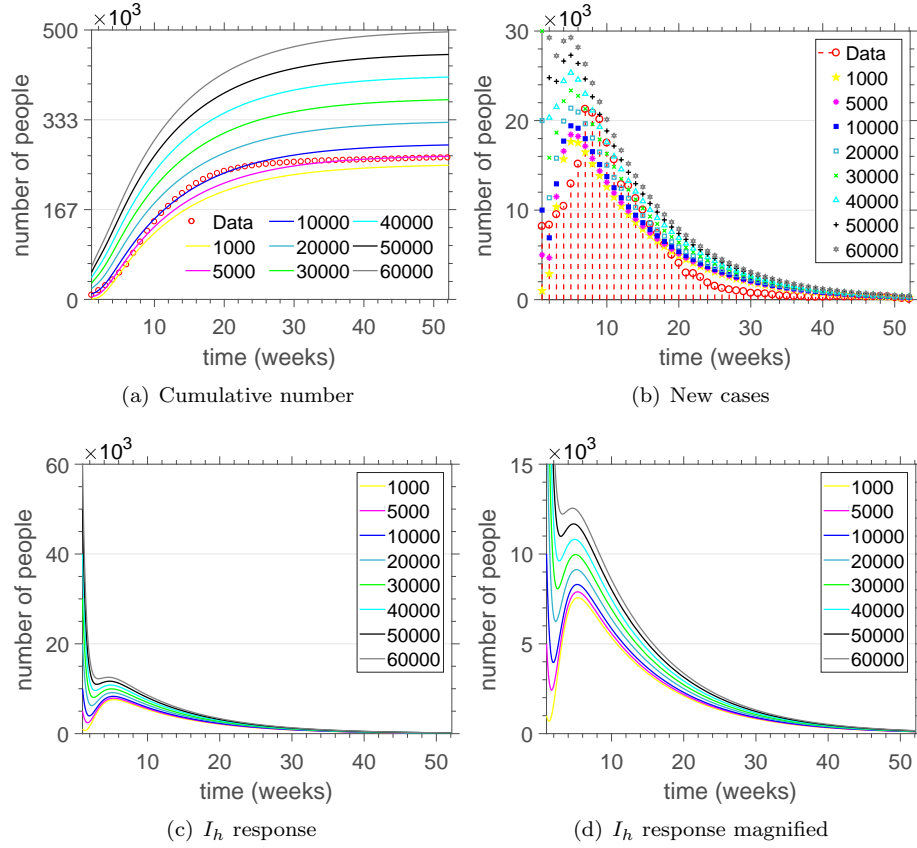 ×10³
500
333
167
0
number of people
Data
1000
5000
10000
20000
30000
40000
50000
60000
10 20 30 40 50
time (weeks)
(a) Cumulative number
×10³
30
20
10
0
number of people
Data
1000
5000
10000
20000
30000
40000
50000
60000
10 20 30 40 50
time (weeks)
(b) New cases
×10³
60
40
20
0
number of people
1000
5000
10000
20000
30000
40000
50000
60000
10 20 30 40 50
time (weeks)
(c) I_h response
×10³
15
10
5
0
number of people
1000
5000
10000
20000
30000
40000
50000
60000
10 20 30 40 50
time (weeks)
(d) I_h response magnified